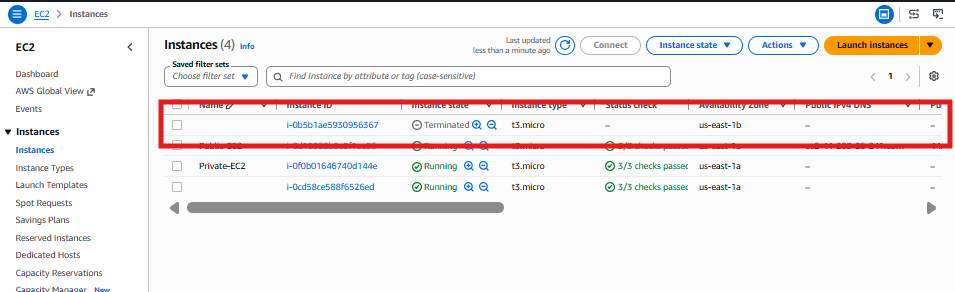 EC2 > Instances
EC2
Dashboard
AWS Global View
Events
Instances
Instances
Instance Types
Launch Templates
Spot Requests
Savings Plans
Reserved Instances
Dedicated Hosts
Capacity Reservations
Capacity Manager New
Instances (4) Info
Last updated
less than a minute ago
Connect
Instance state
Actions
Launch instances
Saved filter sets
Choose filter set
Find Instance by attribute or tag (case-sensitive)
1
Name Instance ID Instance state Instance type Status check Availability Zone Public IPv4 DNS
i-0b5b1ae5930956367 Terminated t3.micro – us-east-1b – –
Public-EC2 Running t3.micro 3/3 checks passed us-east-1a
Private-EC2 i-0f0b01646740d144e Running t3.micro 3/3 checks passed us-east-1a – –
i-0cd58ce588f6526ed Running t3.micro 3/3 checks passed us-east-1a – –